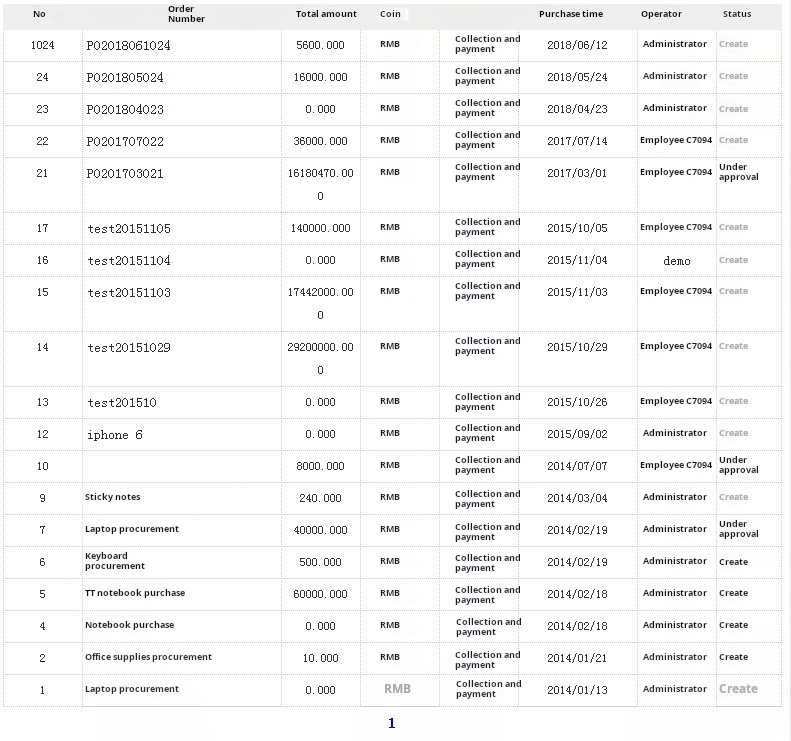 No Order Number Total amount Coin Purchase time Operator Status
1024 PO2018061024 5600.000 RMB Collection and payment 2018/06/12 Administrator Create
24 PO201805024 16000.000 RMB Collection and payment 2018/05/24 Administrator Create
23 PO201804023 0.000 RMB Collection and payment 2018/04/23 Administrator Create
22 PO201707022 36000.000 RMB Collection and payment 2017/07/14 Employee C7094 Create
21 PO201703021 16180470.000 RMB Collection and payment 2017/03/01 Employee C7094 Under approval
17 test20151105 140000.000 RMB Collection and payment 2015/10/05 Employee C7094 Create
16 test20151104 0.000 RMB Collection and payment 2015/11/04 demo Create
15 test20151103 17442000.000 RMB Collection and payment 2015/11/03 Employee C7094 Create
14 test20151029 29200000.000 RMB Collection and payment 2015/10/29 Employee C7094 Create
13 test201510 0.000 RMB Collection and payment 2015/10/26 Employee C7094 Create
12 iphone 6 0.000 RMB Collection and payment 2015/09/02 Administrator Create
10 8000.000 RMB Collection and payment 2014/07/07 Employee C7094 Under approval
9 Sticky notes 240.000 RMB Collection and payment 2014/03/04 Administrator Create
7 Laptop procurement 40000.000 RMB Collection and payment 2014/02/19 Administrator Under approval
6 Keyboard procurement 500.000 RMB Collection and payment 2014/02/19 Administrator Create
5 TT notebook purchase 60000.000 RMB Collection and payment 2014/02/18 Administrator Create
4 Notebook purchase 0.000 RMB Collection and payment 2014/02/18 Administrator Create
2 Office supplies procurement 10.000 RMB Collection and payment 2014/01/21 Administrator Create
1 Laptop procurement 0.000 RMB Collection and payment 2014/01/13 Administrator Create
1